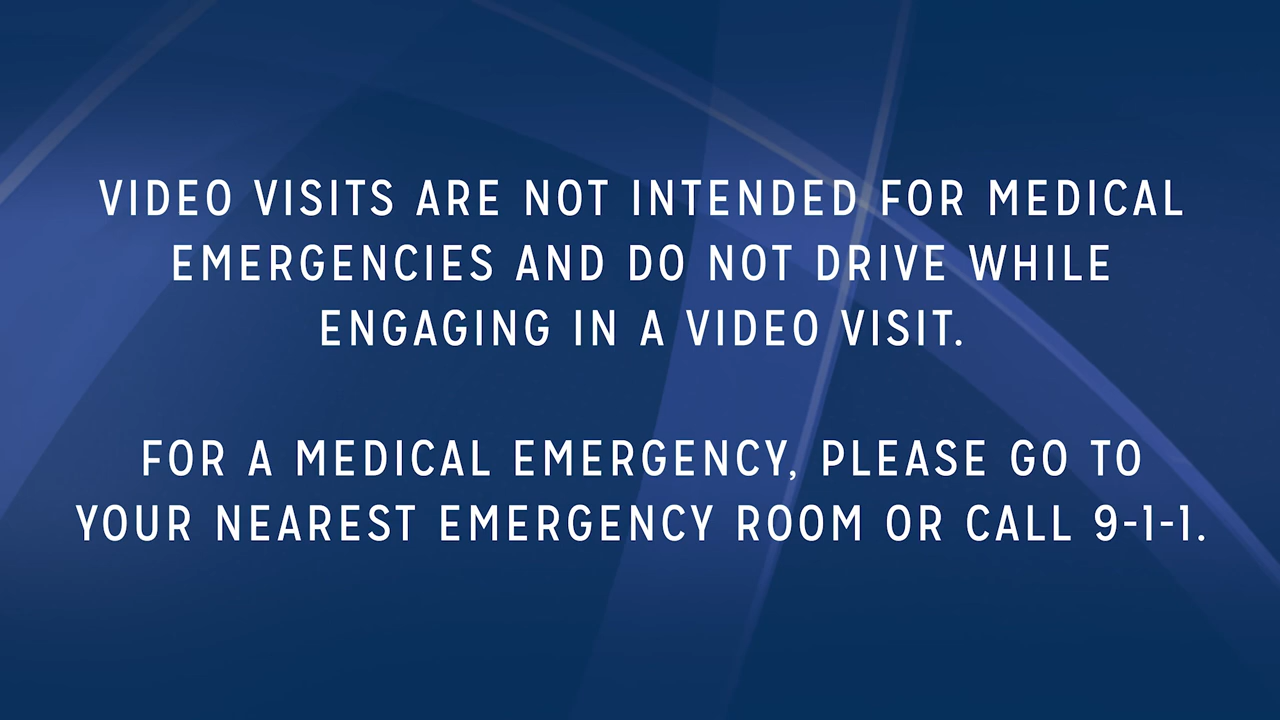 VIDEO VISITS ARE NOT INTENDED FOR MEDICAL
EMERGENCIES AND DO NOT DRIVE WHILE
ENGAGING IN A VIDEO VISIT.
FOR A MEDICAL EMERGENCY, PLEASE GO TO
YOUR NEAREST EMERGENCY ROOM OR CALL 9-1-1.